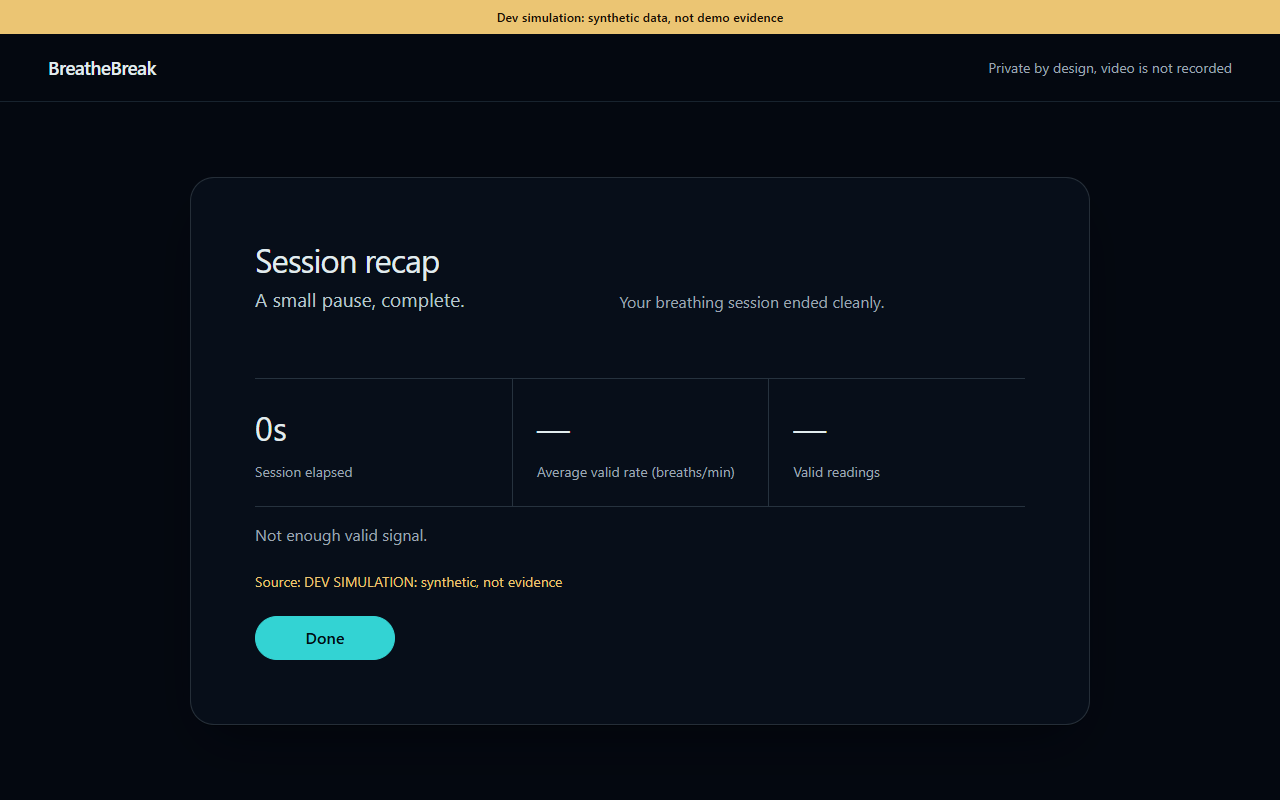 Dev simulation: synthetic data, not demo evidence
BreatheBreak
Private by design, video is not recorded
Session recap
A small pause, complete.
Your breathing session ended cleanly.
0s
Session elapsed
—
Average valid rate (breaths/min)
—
Valid readings
Not enough valid signal.
Source: DEV SIMULATION: synthetic, not evidence
Done